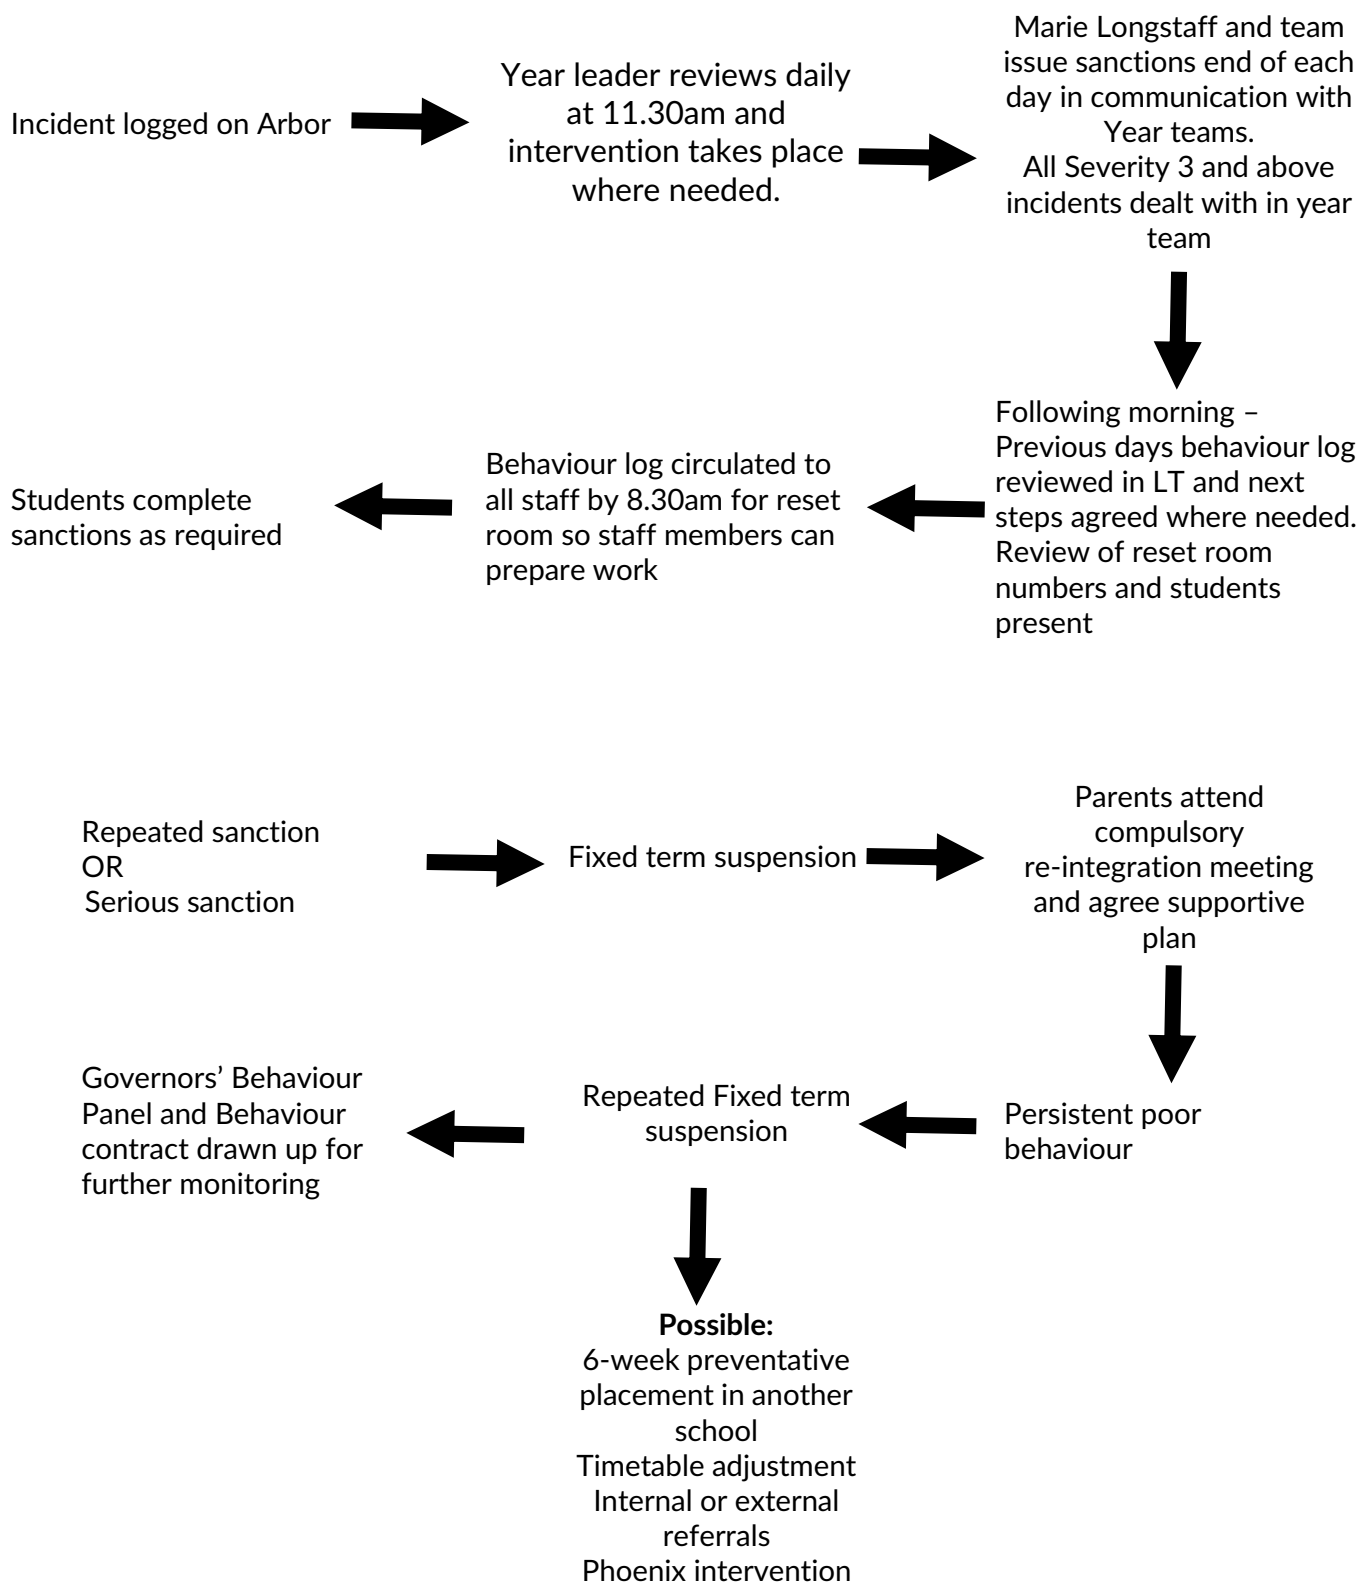 Incident logged on Arbor
Year leader reviews daily
at 11.30am and
intervention takes place
where needed.
Marie Longstaff and team
issue sanctions end of each
day in communication with
Year teams.
All Severity 3 and above
incidents dealt with in year
team
Following morning –
Previous days behaviour log
reviewed in LT and next
steps agreed where needed.
Review of reset room
numbers and students
present
Behaviour log circulated to
all staff by 8.30am for reset
room so staff members can
prepare work
Students complete
sanctions as required
Repeated sanction
OR
Serious sanction
Fixed term suspension
Parents attend
compulsory
re-integration meeting
and agree supportive
plan
Persistent poor
behaviour
Repeated Fixed term
suspension
Governors’ Behaviour
Panel and Behaviour
contract drawn up for
further monitoring
Possible:
6-week preventative
placement in another
school
Timetable adjustment
Internal or external
referrals
Phoenix intervention